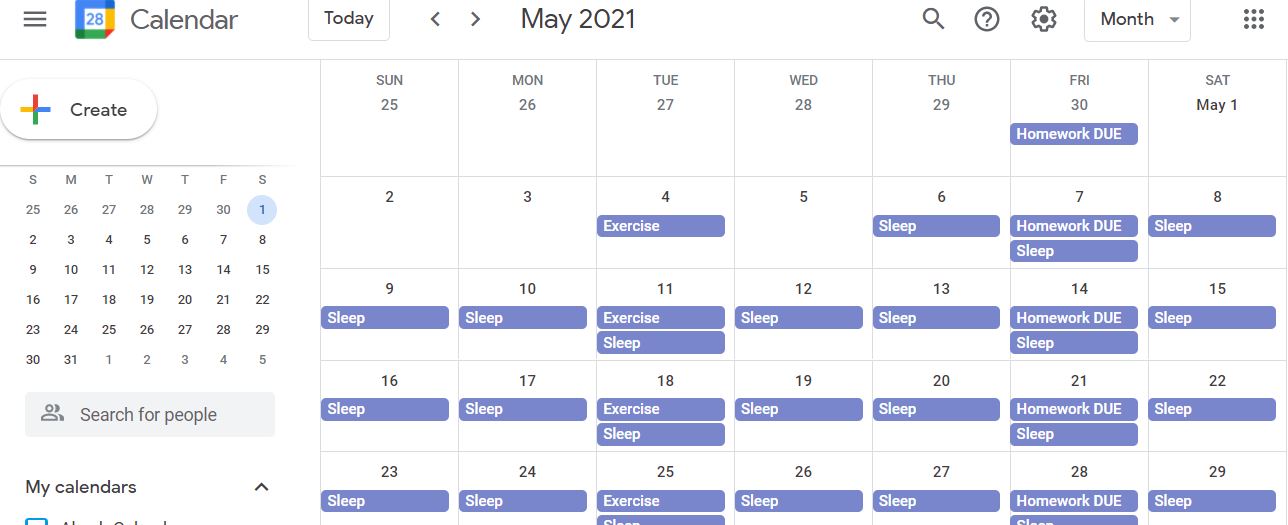 28 Calendar Today May 2021 Month
Create
S M T W T F S
25 26 27 28 29 30 1
2 3 4 5 6 7 8
9 10 11 12 13 14 15
16 17 18 19 20 21 22
23 24 25 26 27 28 29
30 31 1 2 3 4 5
Search for people
My calendars
SUN MON TUE WED THU FRI SAT
25 26 27 28 29 30 May 1
Homework DUE
2 3 4 5 6 7 8
Exercise Sleep Homework DUE Sleep
Sleep
9 10 11 12 13 14 15
Sleep Sleep Exercise Sleep Sleep Homework DUE Sleep
Sleep Sleep
16 17 18 19 20 21 22
Sleep Sleep Exercise Sleep Sleep Homework DUE Sleep
Sleep Sleep
23 24 25 26 27 28 29
Sleep Sleep Exercise Sleep Sleep Homework DUE Sleep
Sleep Sleep